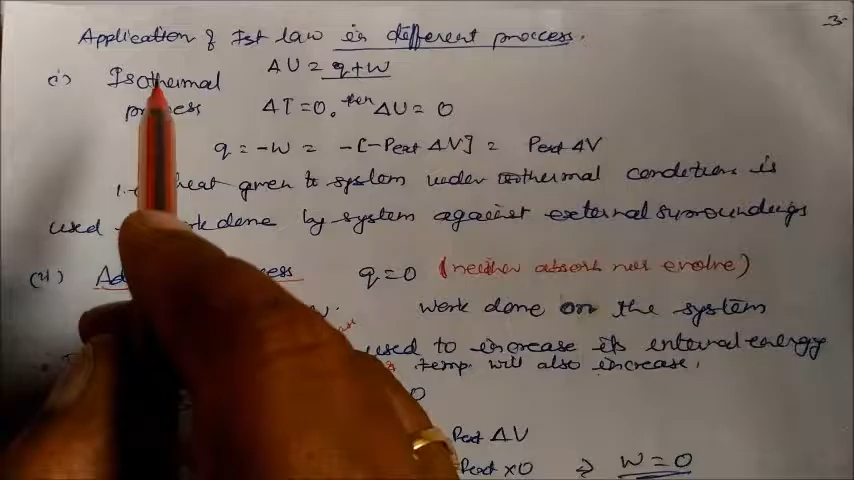 3
Application of Ist law in different process.
(i) Isothermal ΔU = q+w
process ΔT=0. then ΔU = 0
q = -w = -[-Pext ΔV] = Pext ΔV
heat given to system under isothermal conditions is
used work done by system against external surroundings
(ii) q=0 (neither absorb nor evolve)
work done on the system
used to increase its internal energy
temp. will also increase.
0
Pext ΔV
Pext x0 ⇒ W=0